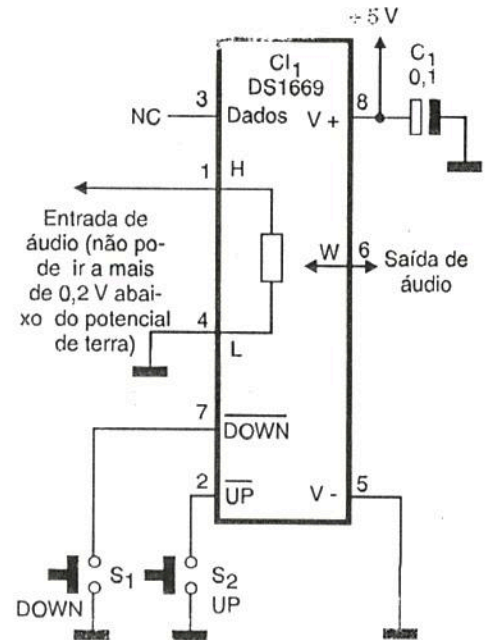 +5 V
CI1
DS1669
C1
0,1
3
Dados
V +
8
NC
1
H
Entrada de
áudio (não po-
de ir a mais
de 0,2 V abai-
xo do potencial
de terra)
W
6
Saída de
áudio
4
L
7
DOWN
2
UP
V -
5
S1
DOWN
S2
UP